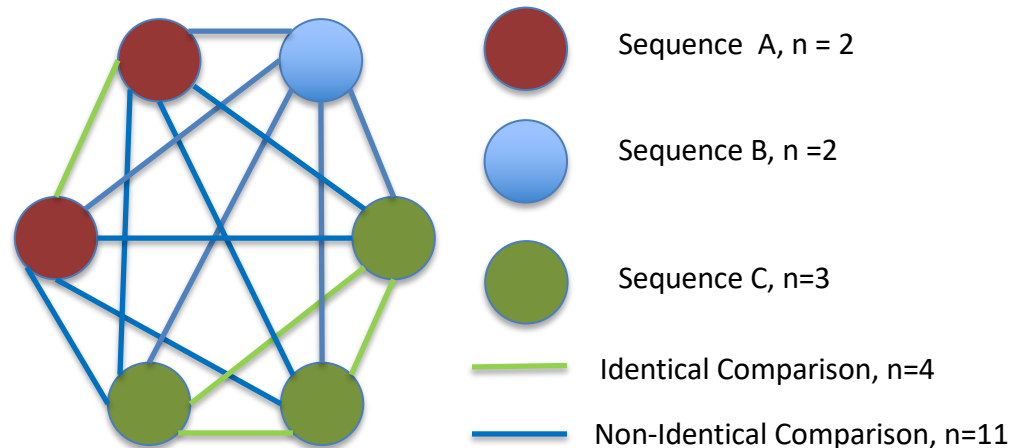 Sequence A, n = 2
Sequence B, n =2
Sequence C, n=3
Identical Comparison, n=4
Non-Identical Comparison, n=11